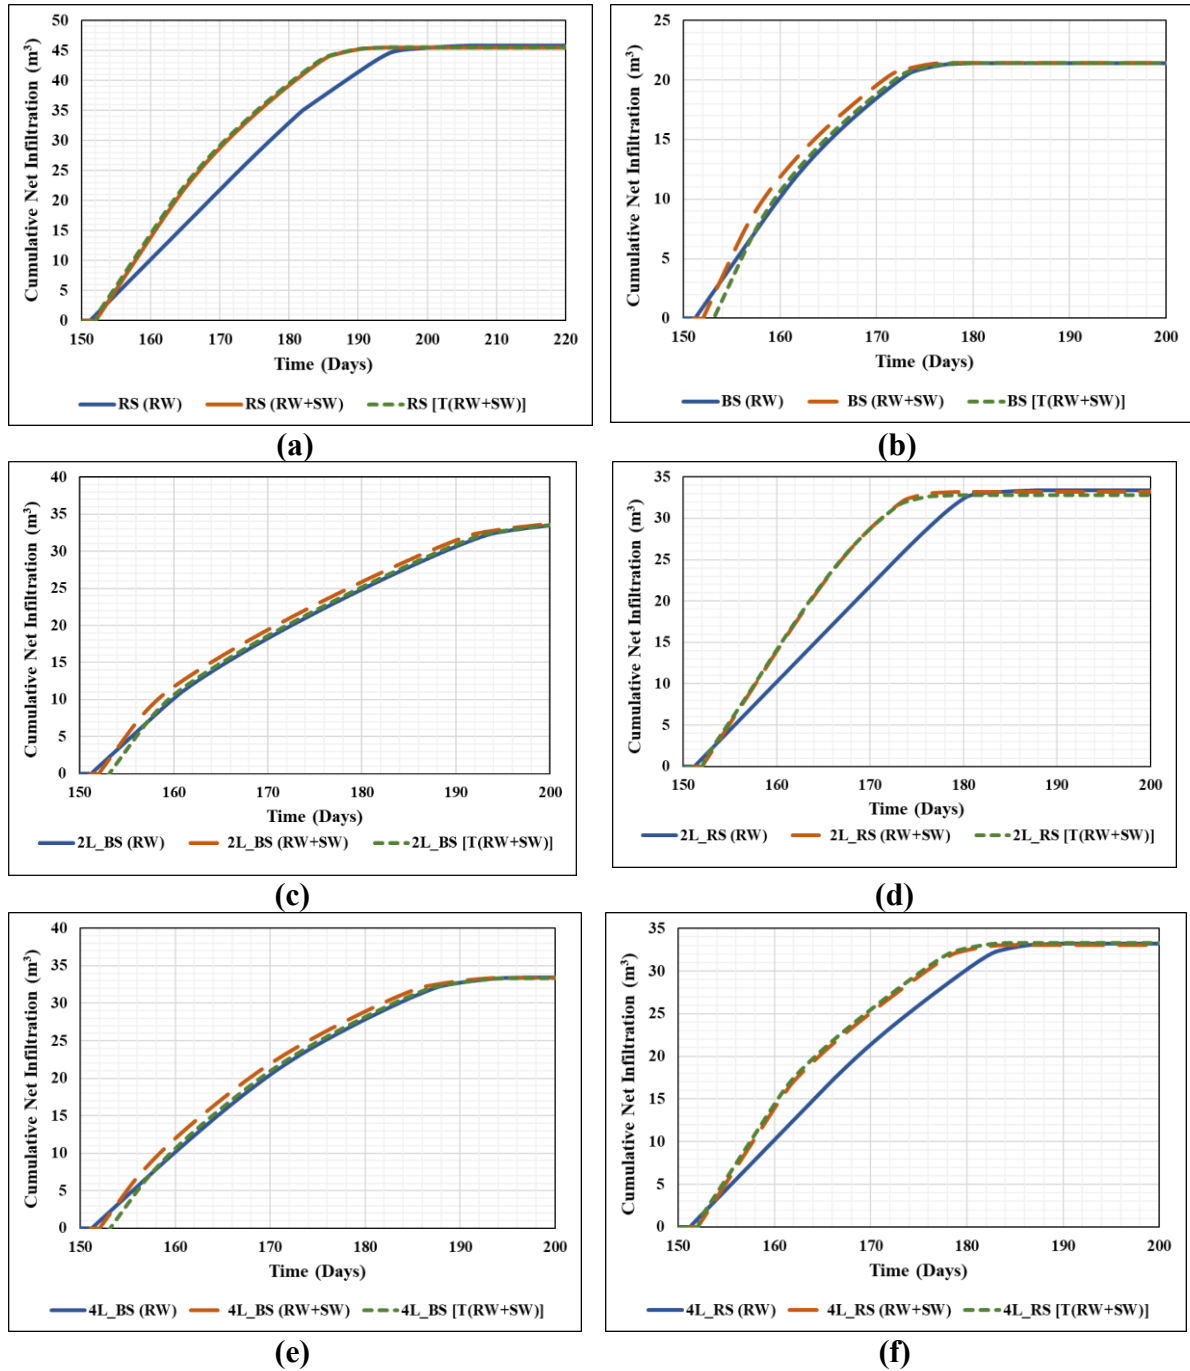 50
45
40
35
30
25
20
15
10
5
0
Cumulative Net Infiltration (m³)
150 160 170 180 190 200 210 220
Time (Days)
RS (RW) RS (RW+SW) RS [T(RW+SW)]
(a)
25
20
15
10
5
0
Cumulative Net Infiltration (m³)
150 160 170 180 190 200
Time (Days)
BS (RW) BS (RW+SW) BS [T(RW+SW)]
(b)
40
35
30
25
20
15
10
5
0
Cumulative Net Infiltration (m³)
150 160 170 180 190 200
Time (Days)
2L_BS (RW) 2L_BS (RW+SW) 2L_BS [T(RW+SW)]
(c)
35
30
25
20
15
10
5
0
Cumulative Net Infiltration (m³)
150 160 170 180 190 200
Time (Days)
2L_RS (RW) 2L_RS (RW+SW) 2L_RS [T(RW+SW)]
(d)
40
35
30
25
20
15
10
5
0
Cumulative Net Infiltration (m³)
150 160 170 180 190 200
Time (Days)
4L_BS (RW) 4L_BS (RW+SW) 4L_BS [T(RW+SW)]
(e)
35
30
25
20
15
10
5
0
Cumulative Net Infiltration (m³)
150 160 170 180 190 200
Time (Days)
4L_RS (RW) 4L_RS (RW+SW) 4L_RS [T(RW+SW)]
(f)